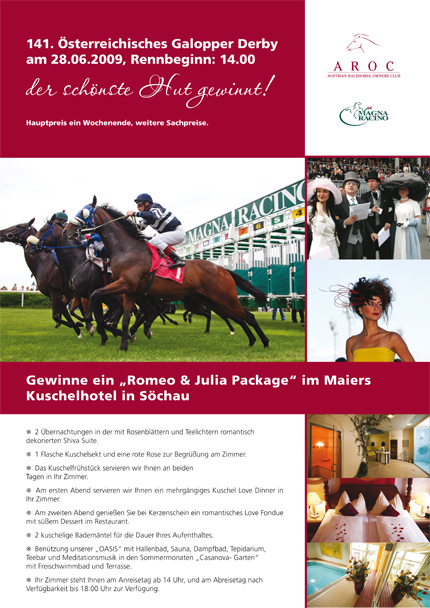 141. Österreichisches Galopper Derby
am 28.06.2009, Rennbeginn: 14.00
der schönste Hut gewinnt!
Hauptpreis ein Wochenende, weitere Sachpreise.
AROC
AUSTRIAN RACEHORSE OWNERS CLUB
MAGNA
RACINO
MAGNA RACINO
Gewinne ein „Romeo & Julia Package“ im Maiers
Kuschelhotel in Söchau
❋ 2 Übernachtungen in der mit Rosenblättern und Teelichtern romantisch
dekorierten Shiva Suite.
❋ 1 Flasche Kuschelsekt und eine rote Rose zur Begrüßung am Zimmer.
❋ Das Kuschelfrühstück servieren wir Ihnen an beiden
Tagen in Ihr Zimmer.
❋ Am ersten Abend servieren wir Ihnen ein mehrgängiges Kuschel Love Dinner in
Ihr Zimmer.
❋ Am zweiten Abend genießen Sie bei Kerzenschein ein romantisches Love Fondue
mit süßem Dessert im Restaurant.
❋ 2 kuschelige Bademäntel für die Dauer Ihres Aufenthaltes.
❋ Benützung unserer „OASIS“ mit Hallenbad, Sauna, Dampfbad, Tepidarium,
Teebar und Meditationsmusik in den Sommermonaten „Casanova- Garten“
mit Freischwimmbad und Terrasse.
❋ Ihr Zimmer steht Ihnen am Anreisetag ab 14 Uhr, und am Abreisetag nach
Verfügbarkeit bis 18:00 Uhr zur Verfügung.